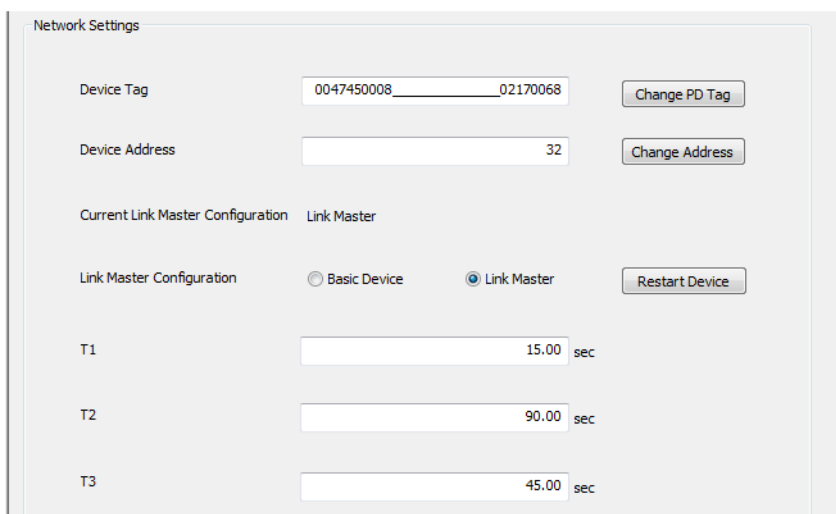 Network Settings
Device Tag 0047450008______________02170068 Change PD Tag
Device Address 32 Change Address
Current Link Master Configuration Link Master
Link Master Configuration Basic Device Link Master Restart Device
T1 15.00 sec
T2 90.00 sec
T3 45.00 sec